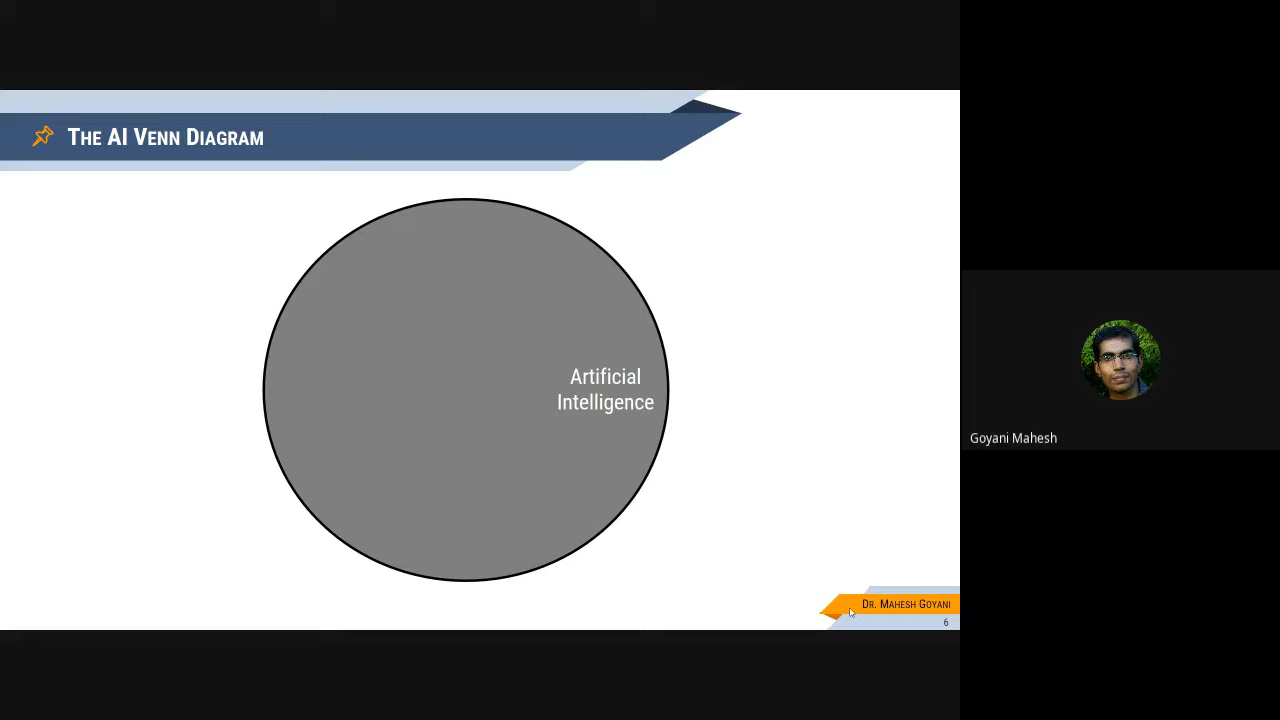 The AI Venn Diagram
Artificial
Intelligence
Goyani Mahesh
Dr. Mahesh Goyani
6